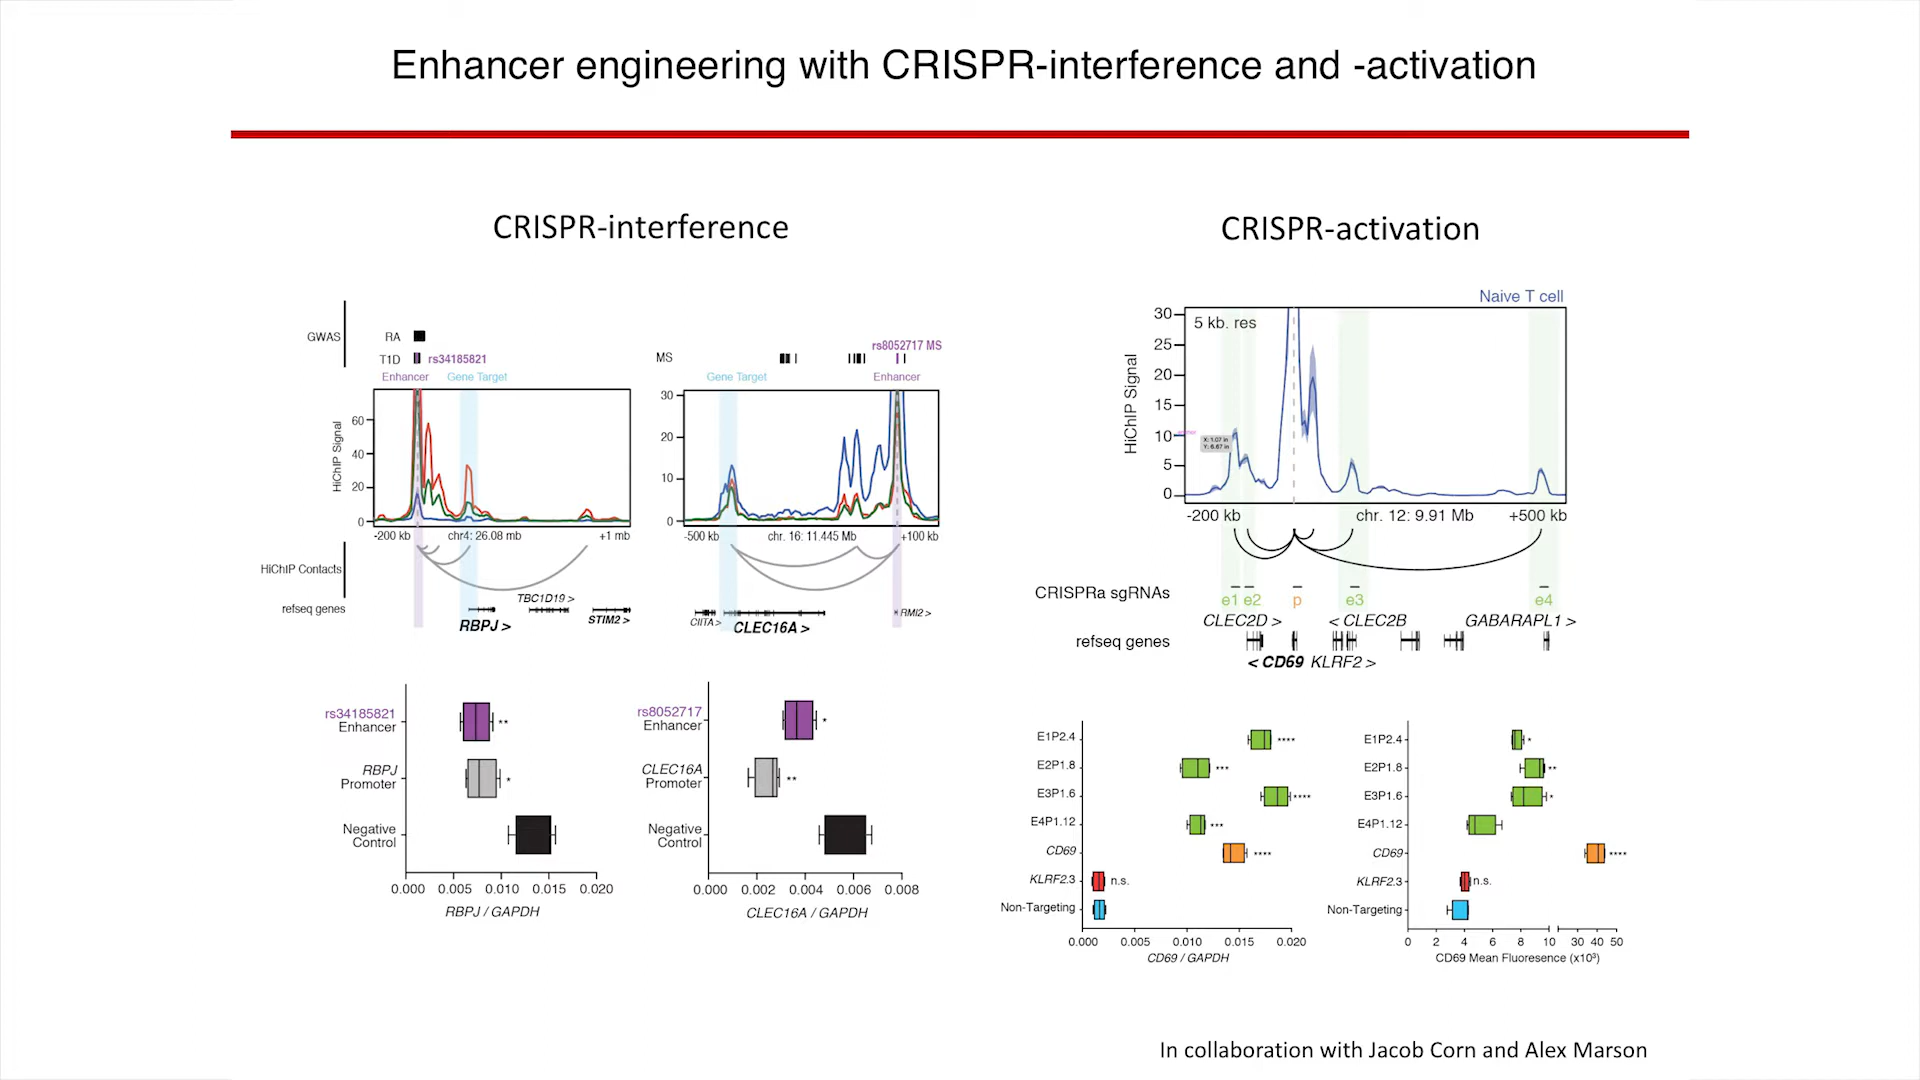 Enhancer engineering with CRISPR-interference and -activation
CRISPR-interference
GWAS
RA
T1D
rs34185821
Enhancer
Gene Target
HiChIP Signal
60
40
20
0
-200 kb
chr4: 26.08 mb
+1 mb
HiChIP Contacts
refseq genes
TBC1D19 >
RBPJ >
STIM2 >
MS
rs8052717 MS
Gene Target
Enhancer
30
20
10
0
-500 kb
chr. 16: 11.445 Mb
+100 kb
CIITA >
CLEC16A >
RMI2 >
rs34185821
Enhancer
**
RBPJ
Promoter
*
Negative
Control
0.000 0.005 0.010 0.015 0.020
RBPJ / GAPDH
rs8052717
Enhancer
*
CLEC16A
Promoter
**
Negative
Control
0.000 0.002 0.004 0.006 0.008
CLEC16A / GAPDH
CRISPR-activation
Naive T cell
5 kb. res
HiChIP Signal
30
25
20
15
10
5
0
X: 1.07 in
Y: 6.67 in
-200 kb
chr. 12: 9.91 Mb
+500 kb
CRISPRa sgRNAs
e1 e2 p e3 e4
CLEC2D > < CLEC2B GABARAPL1 >
refseq genes
< CD69 KLRF2 >
E1P2.4 ****
E2P1.8 ***
E3P1.6 ****
E4P1.12 ***
CD69 ****
KLRF2.3 n.s.
Non-Targeting
0.000 0.005 0.010 0.015 0.020
CD69 / GAPDH
E1P2.4 *
E2P1.8 **
E3P1.6 *
E4P1.12
CD69 ****
KLRF2.3 n.s.
Non-Targeting
0 2 4 6 8 10 30 40 50
CD69 Mean Fluoresence (x10³)
In collaboration with Jacob Corn and Alex Marson